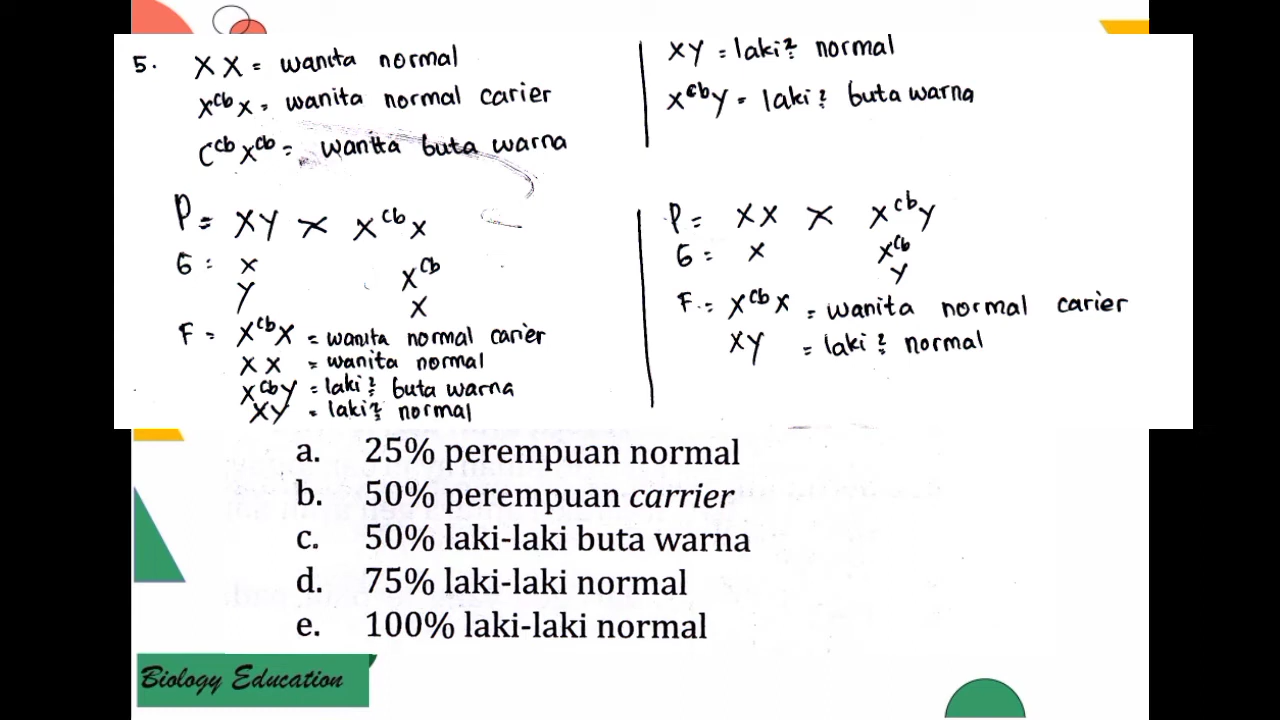 5. XX = wanita normal
X^cb X = wanita normal carier
C^cb X^cb = wanita buta warna
XY = laki² normal
X^cb Y = laki² buta warna
P = XY × X^cb X
G : X X^cb
Y X
F = X^cb X = wanita normal carier
XX = wanita normal
X^cb Y = laki² buta warna
XY = laki² normal
P = XX × X^cb Y
G = X X^cb
Y
F = X^cb X = wanita normal carier
XY = laki² normal
a. 25% perempuan normal
b. 50% perempuan carrier
c. 50% laki-laki buta warna
d. 75% laki-laki normal
e. 100% laki-laki normal
Biology Education